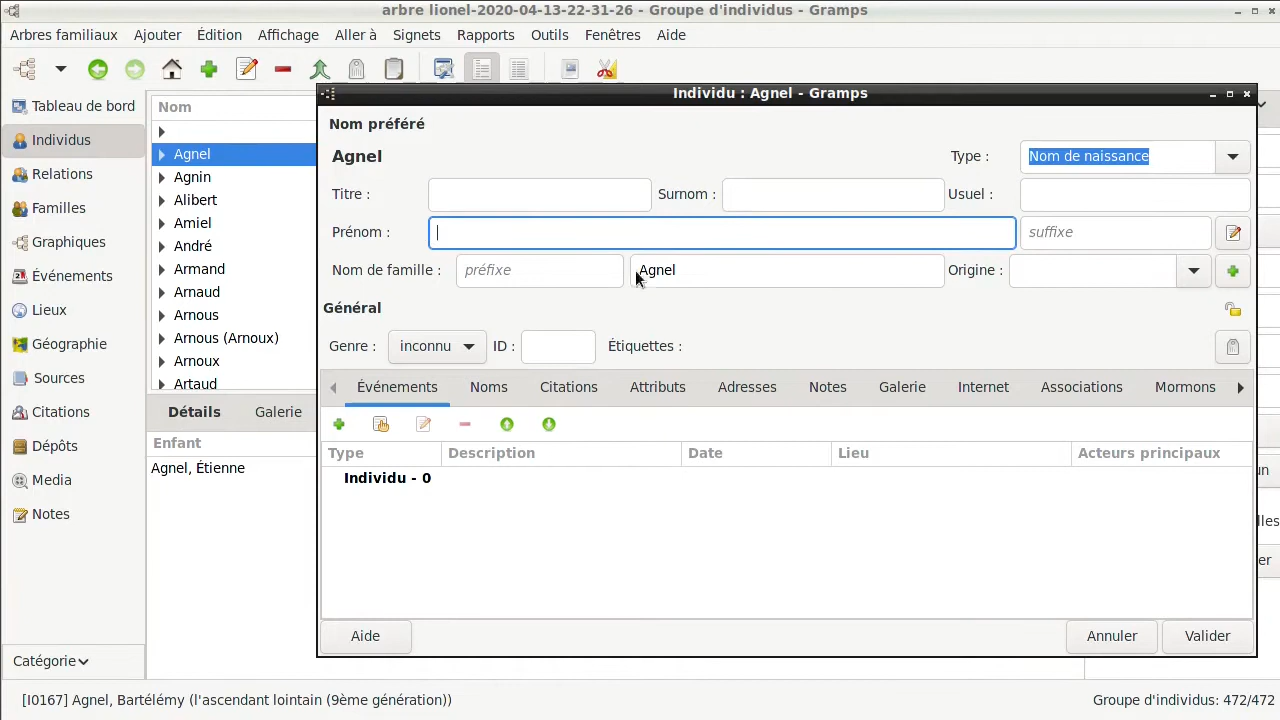 arbre lionel-2020-04-13-22-31-26 - Groupe d'individus - Gramps
Arbres familiaux Ajouter Édition Affichage Aller à Signets Rapports Outils Fenêtres Aide
Tableau de bord
Individus
Relations
Familles
Graphiques
Événements
Lieux
Géographie
Sources
Citations
Dépôts
Media
Notes
Catégorie
Nom
Agnel
Agnin
Alibert
Amiel
André
Armand
Arnaud
Arnous
Arnous (Arnoux)
Arnoux
Artaud
Détails Galerie
Enfant
Agnel, Étienne
Individu : Agnel - Gramps
Nom préféré
Agnel Type : Nom de naissance
Titre : Surnom : Usuel :
Prénom : suffixe
Nom de famille : préfixe Agnel Origine :
Général
Genre : inconnu ID : Étiquettes :
Événements Noms Citations Attributs Adresses Notes Galerie Internet Associations Mormons
Type Description Date Lieu Acteurs principaux
Individu - 0
Aide Annuler Valider
un
lles
er
[I0167] Agnel, Bartélémy (l'ascendant lointain (9ème génération)) Groupe d'individus: 472/472